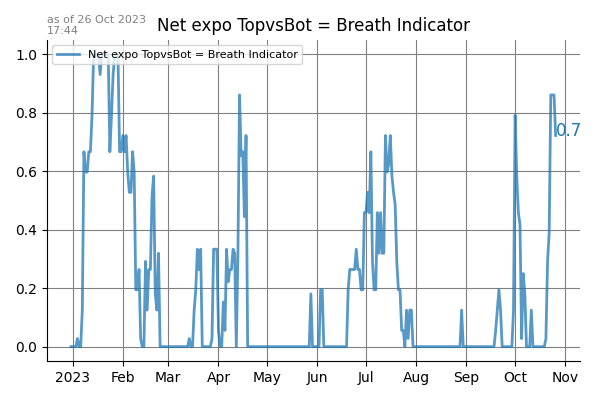 as of 26 Oct 2023
17:44
Net expo TopvsBot = Breath Indicator
Net expo TopvsBot = Breath Indicator
1.0
0.8
0.7
0.6
0.4
0.2
0.0
2023 Feb Mar Apr May Jun Jul Aug Sep Oct Nov